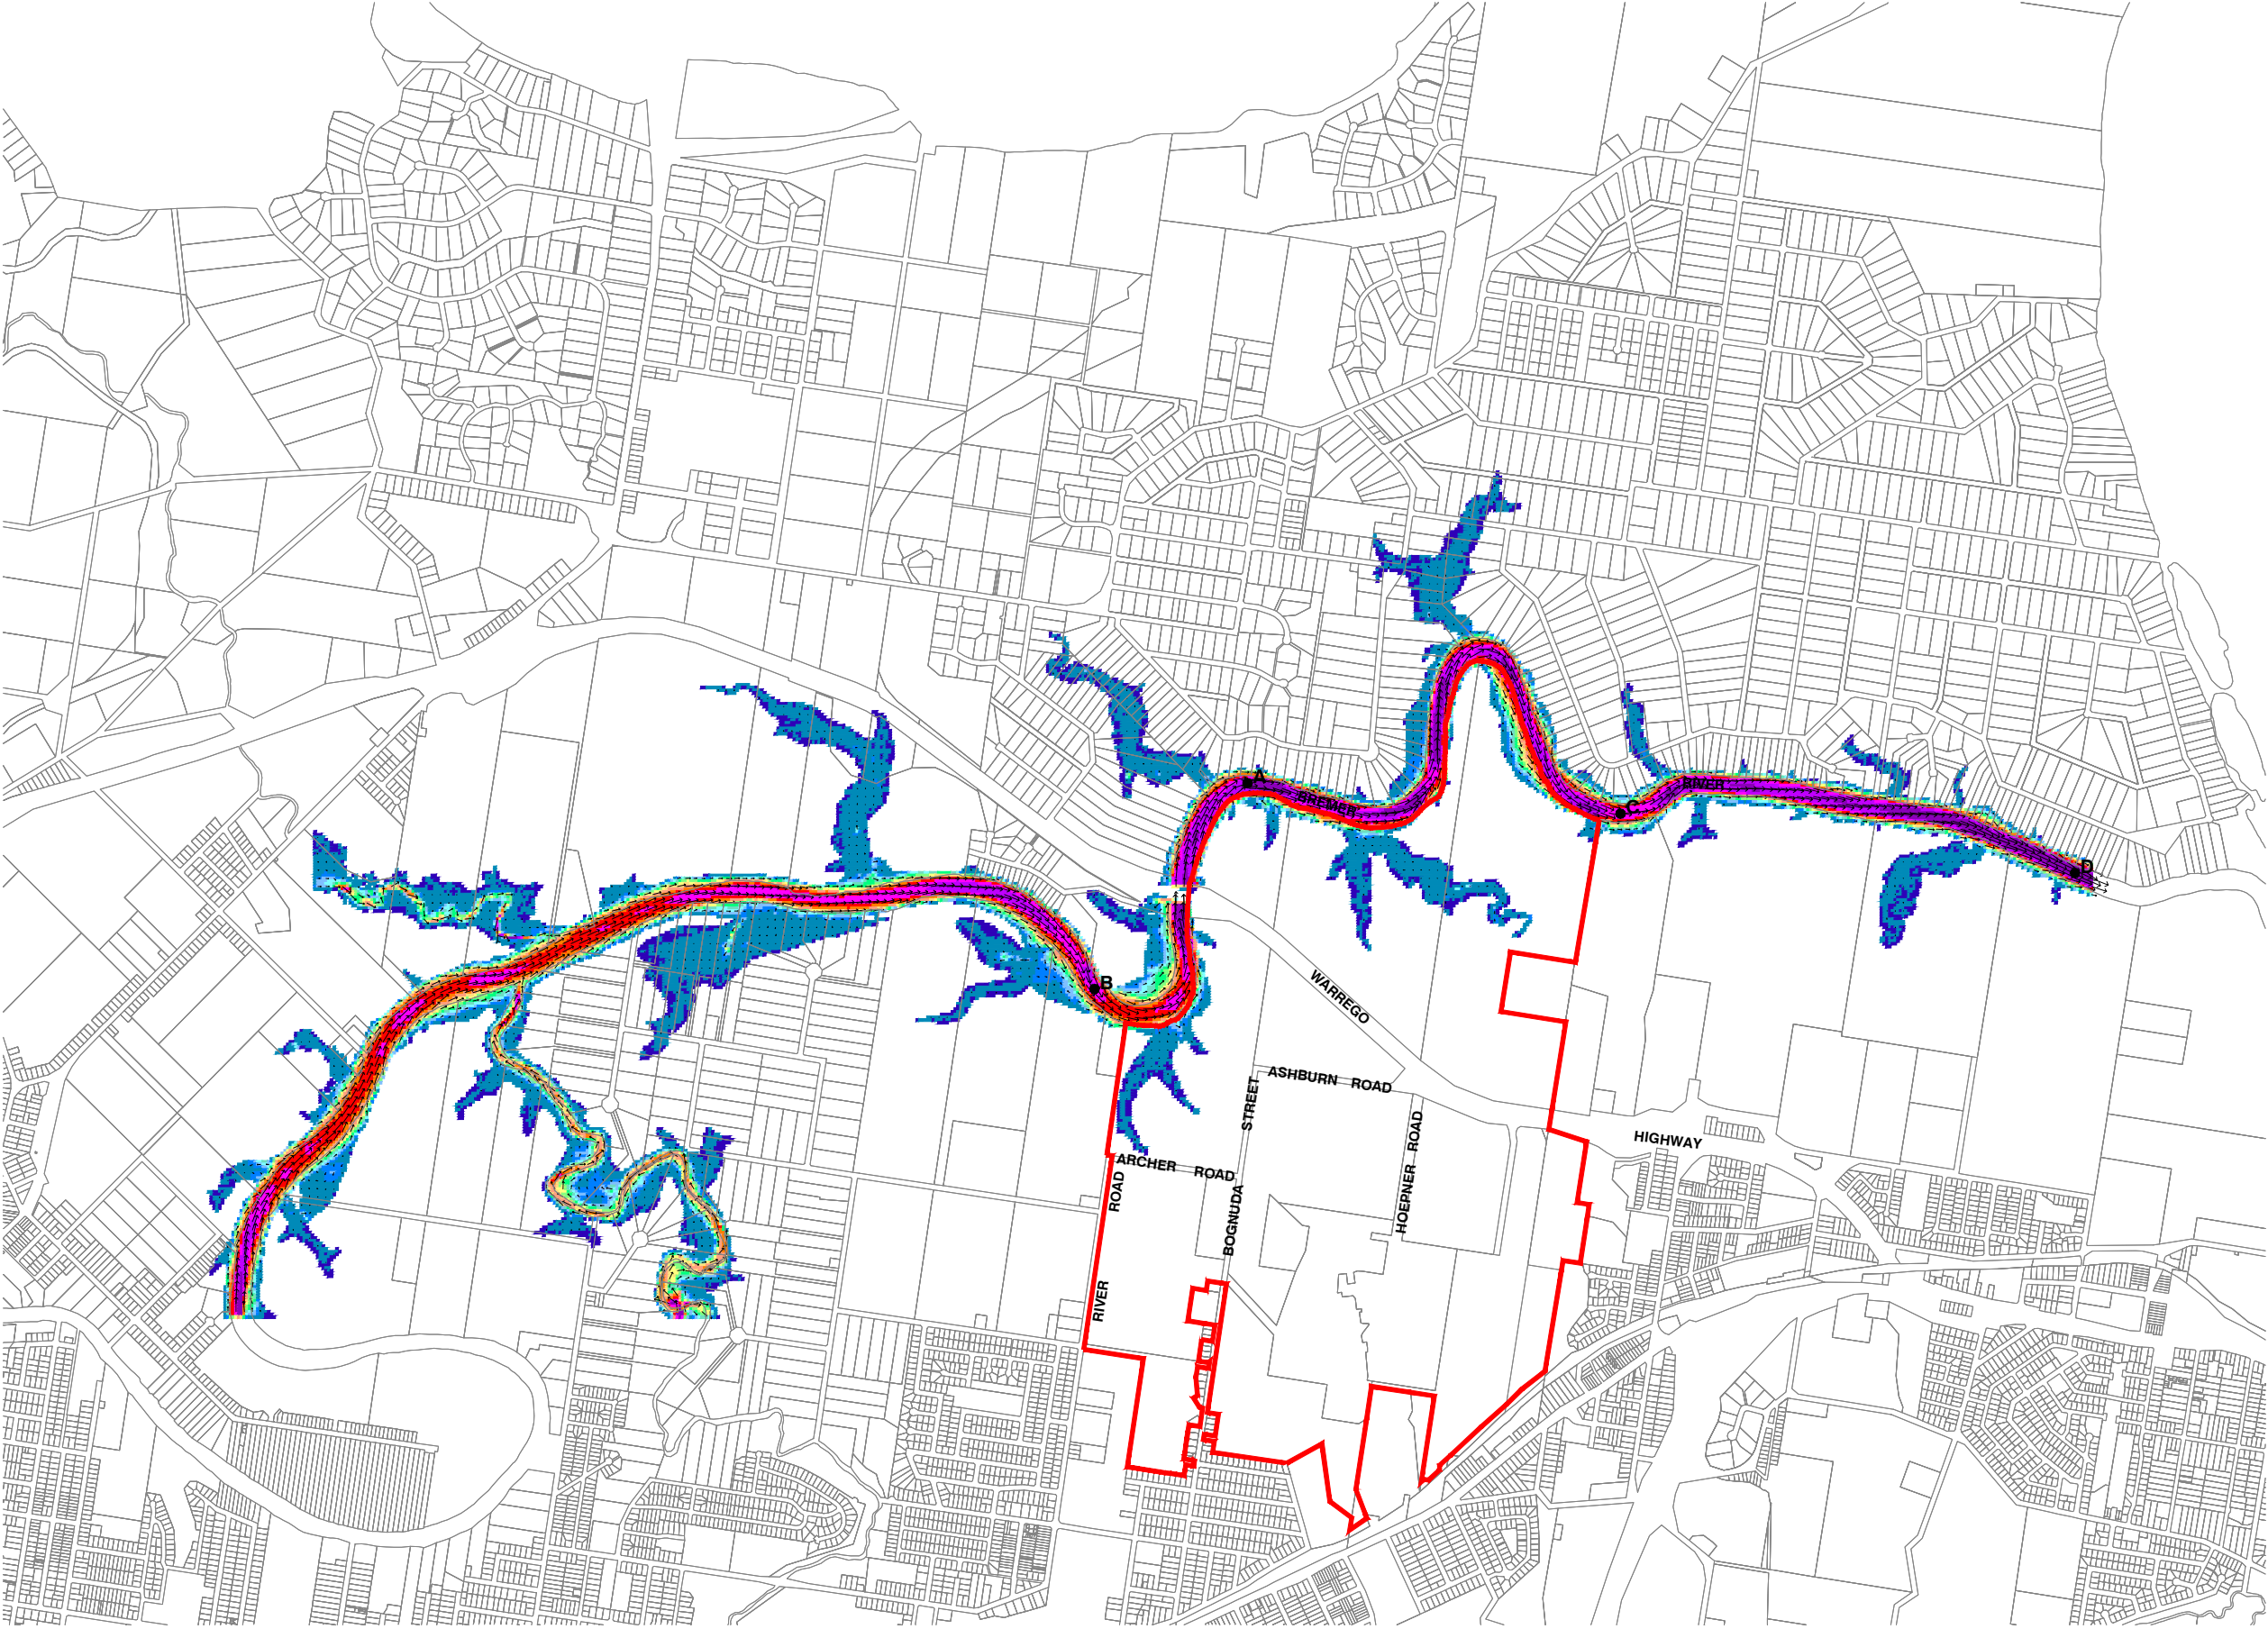 A
BREMER
C
RIVER
D
B
WARREGO
ASHBURN ROAD
STREET
HOEPNER ROAD
HIGHWAY
ARCHER ROAD
ROAD
BOGNUDA
RIVER